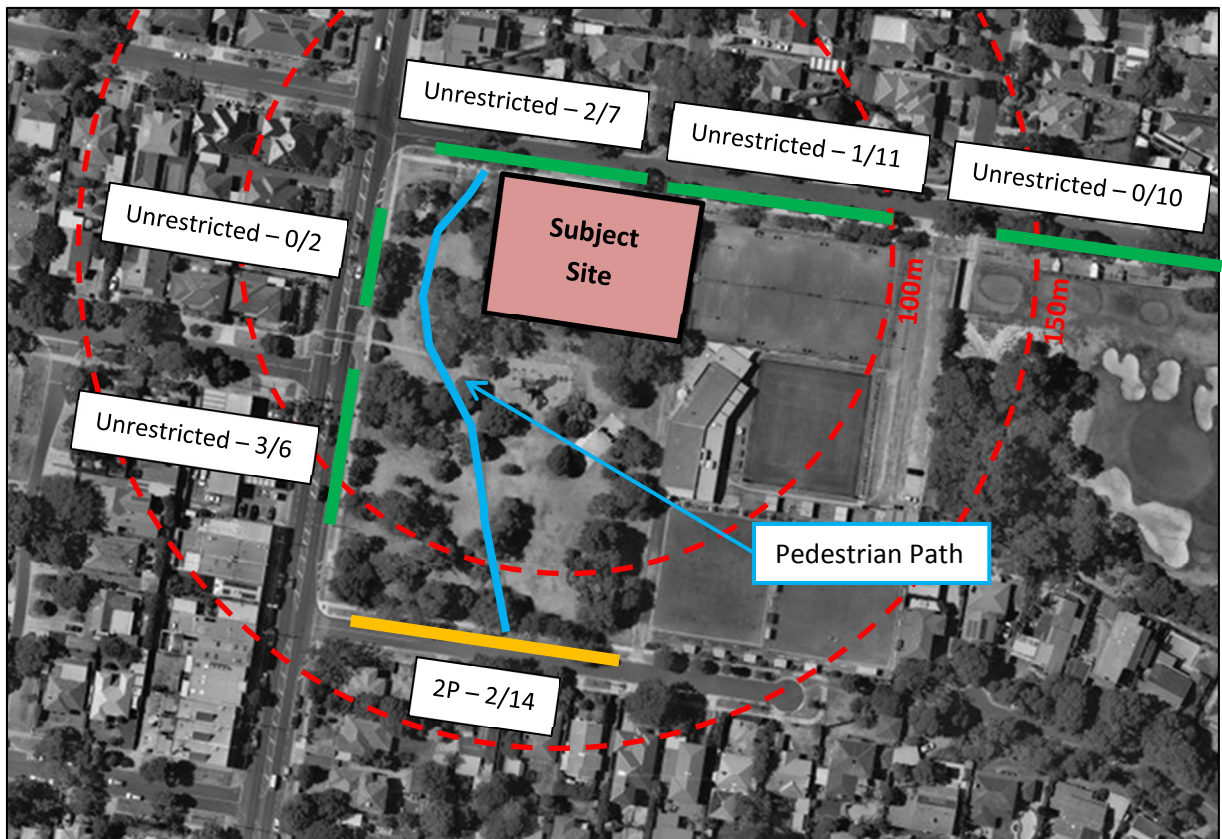 Unrestricted – 2/7
Unrestricted – 1/11
Unrestricted – 0/10
Unrestricted – 0/2
Subject
Site
100m
150m
Unrestricted – 3/6
Pedestrian Path
2P – 2/14